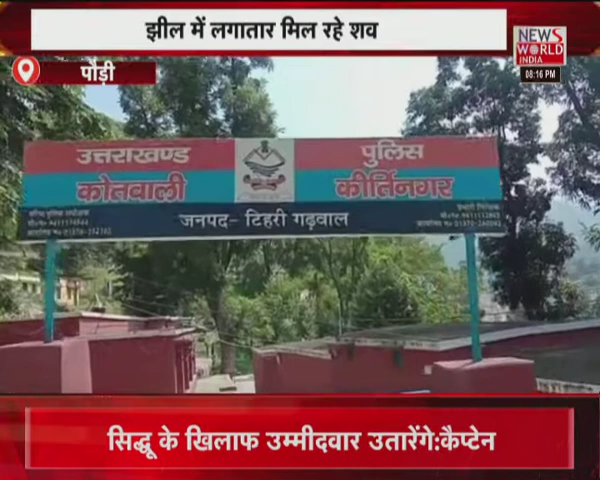 झील में लगातार मिल रहे शव
NEWS
WORLD
INDIA
08:16 PM
पौड़ी
उत्तराखण्ड पुलिस
कोतवाली कीर्तिनगर
जनपद- टिहरी गढ़वाल
सिद्धू के खिलाफ उम्मीदवार उतारेंगे:कैप्टेन